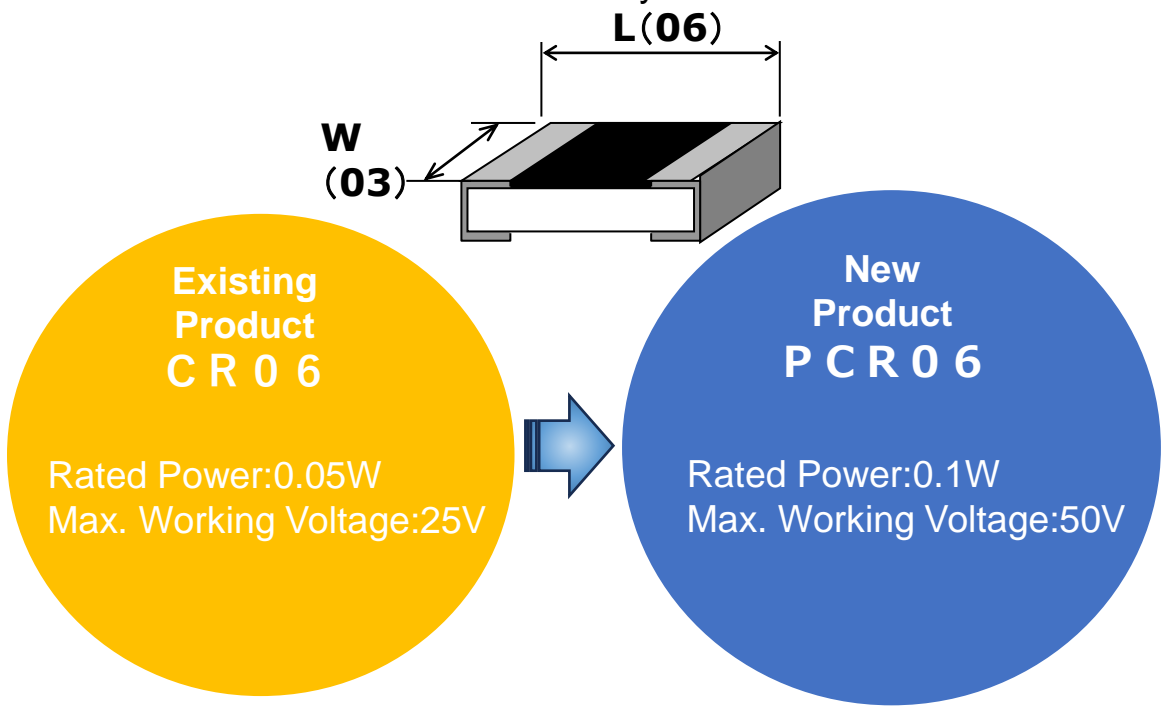 L(06)
W
(03)
Existing
Product
CR06
Rated Power:0.05W
Max. Working Voltage:25V
New
Product
PCR06
Rated Power:0.1W
Max. Working Voltage:50V